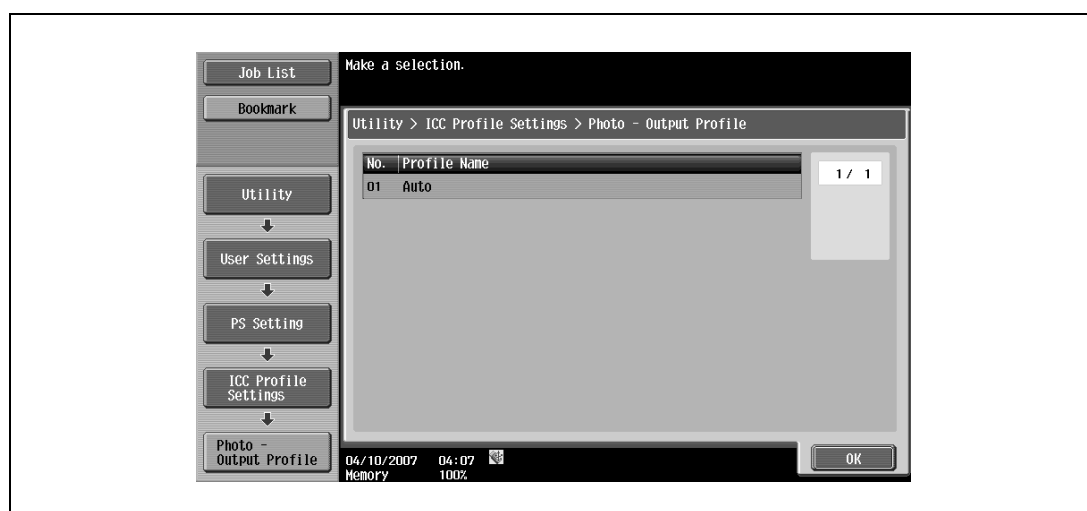 Job List
Bookmark
Utility
User Settings
PS Setting
ICC Profile
Settings
Photo -
Output Profile
Make a selection.
Utility > ICC Profile Settings > Photo - Output Profile
No. Profile Name
01 Auto
1/ 1
04/10/2007 04:07
Memory 100%
OK